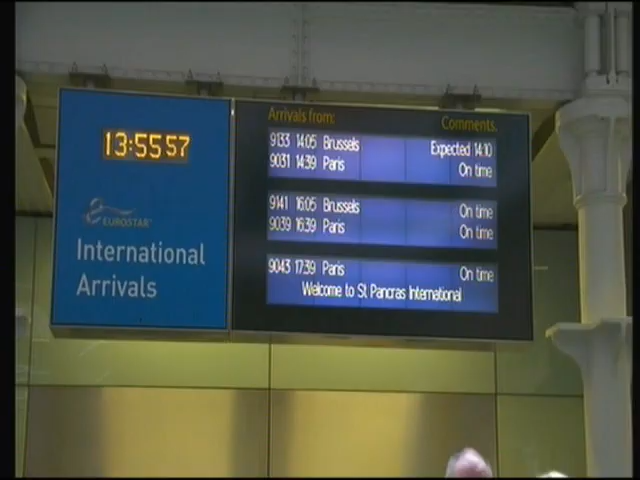 13:55 57
EUROSTAR
International
Arrivals
Arrivals from:
Comments.
9133 14:05 Brussels Expected 14:10
9031 14:39 Paris On time
9141 16:05 Brussels On time
9039 16:39 Paris On time
9043 17:39 Paris On time
Welcome to St Pancras International